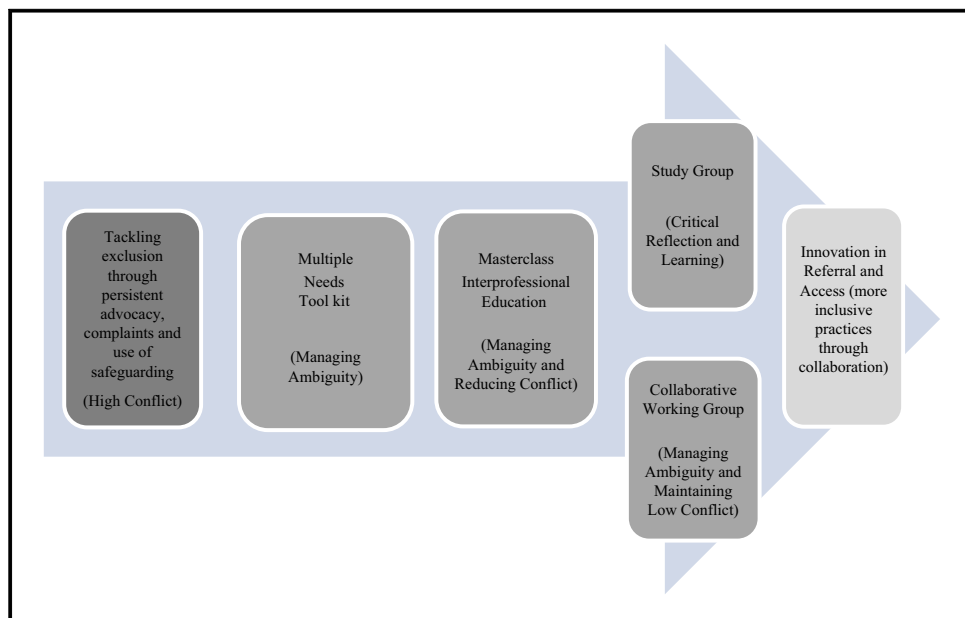 Tackling
exclusion
through
persistent
advocacy,
complaints and
use of
safeguarding
(High Conflict)
Multiple
Needs
Tool kit
(Managing
Ambiguity)
Masterclass
Interprofessional
Education
(Managing
Ambiguity and
Reducing Conflict)
Study Group
(Critical
Reflection and
Learning)
Collaborative
Working Group
(Managing
Ambiguity and
Maintaining
Low Conflict)
Innovation in
Referral and
Access (more
inclusive
practices
through
collaboration)